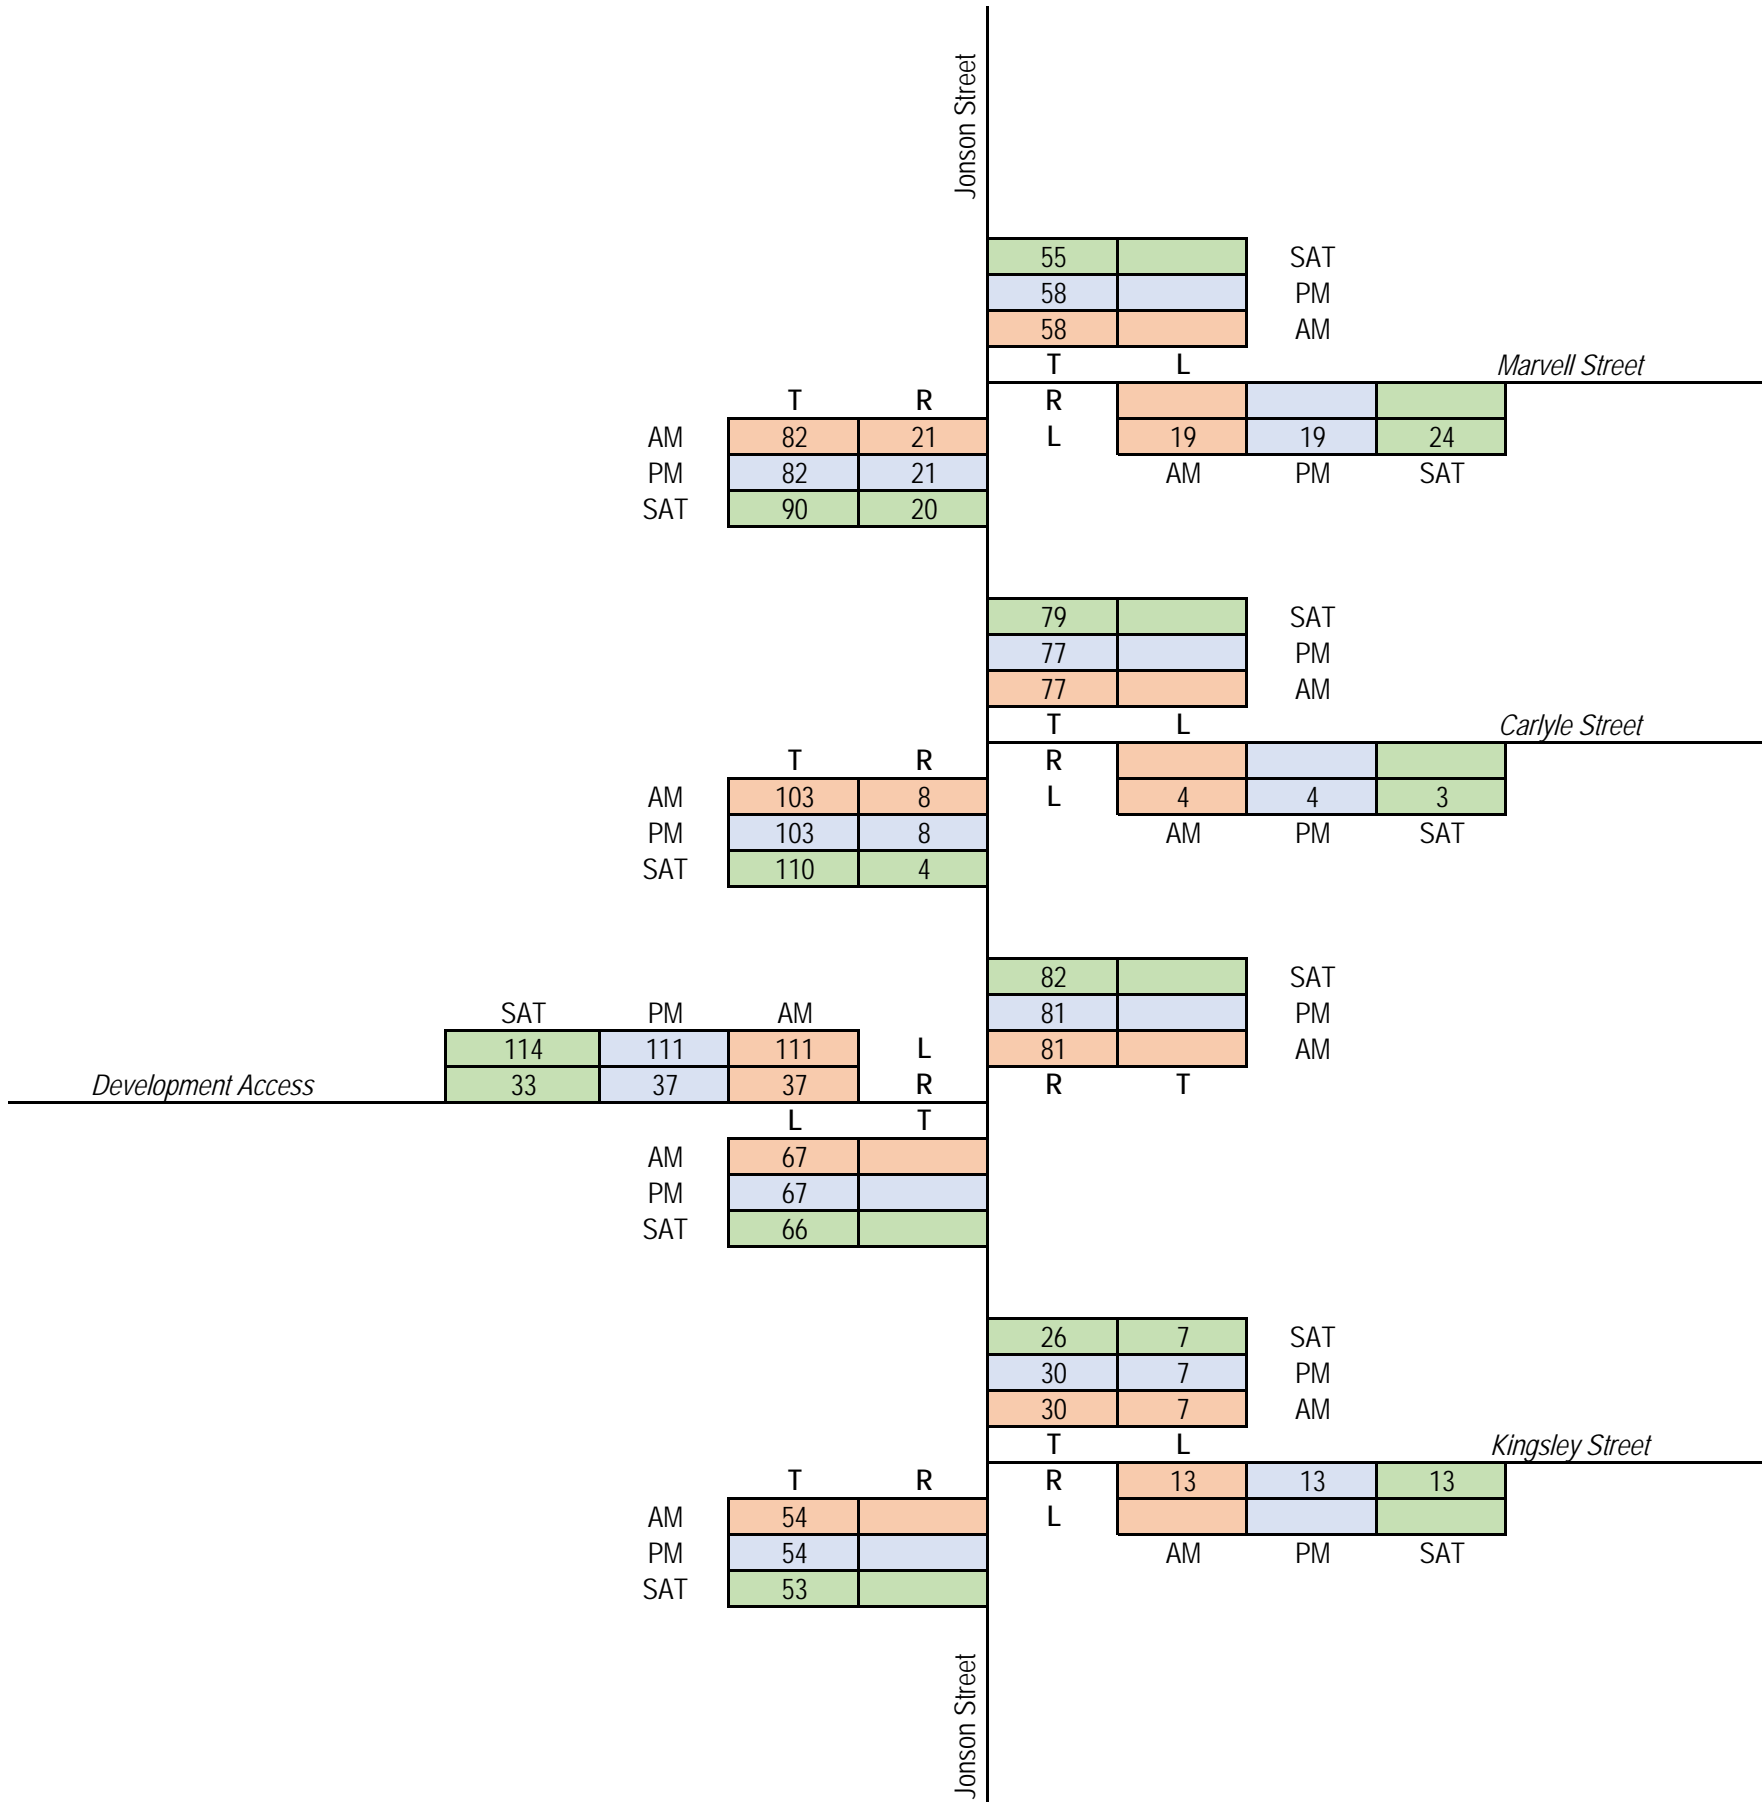 Jonson Street
55 SAT
58 PM
58 AM
T L Marvell Street
T R R
AM 82 21 L 19 19 24
PM 82 21 AM PM SAT
SAT 90 20
79 SAT
77 PM
77 AM
T L Carlyle Street
T R R
AM 103 8 L 4 4 3
PM 103 8 AM PM SAT
SAT 110 4
82 SAT
SAT PM AM 81 PM
114 111 111 L 81 AM
Development Access 33 37 37 R R T
L T
AM 67
PM 67
SAT 66
26 7 SAT
30 7 PM
30 7 AM
T L Kingsley Street
T R R 13 13 13
AM 54 L
PM 54 AM PM SAT
SAT 53
Jonson Street